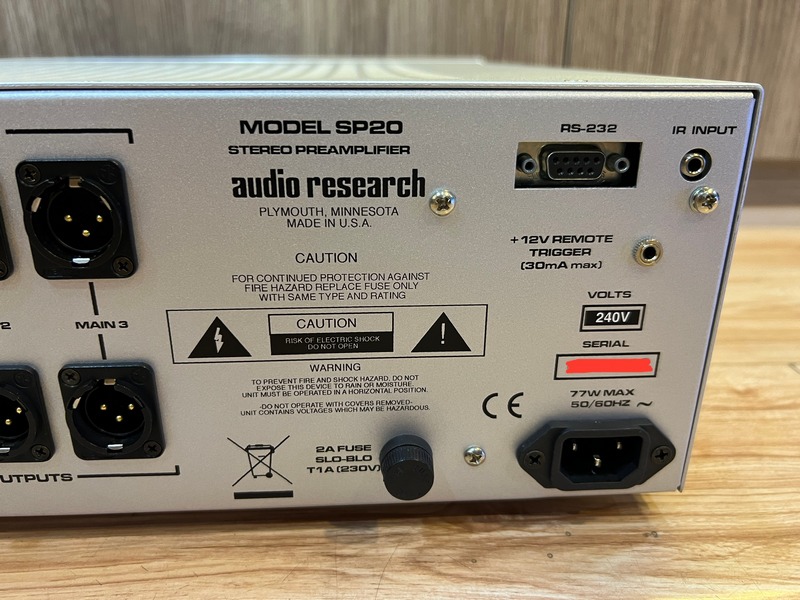 MODEL SP20
STEREO PREAMPLIFIER
audio research
PLYMOUTH, MINNESOTA
MADE IN U.S.A.
RS-232
IR INPUT
CAUTION
FOR CONTINUED PROTECTION AGAINST
FIRE HAZARD REPLACE FUSE ONLY
WITH SAME TYPE AND RATING
+12V REMOTE
TRIGGER
(30mA max)
VOLTS
240V
SERIAL
CAUTION
RISK OF ELECTRIC SHOCK
DO NOT OPEN
!
WARNING
TO PREVENT FIRE AND SHOCK HAZARD, DO NOT
EXPOSE THIS DEVICE TO RAIN OR MOISTURE.
UNIT MUST BE OPERATED IN A HORIZONTAL POSITION.
-DO NOT OPERATE WITH COVERS REMOVED-
UNIT CONTAINS VOLTAGES WHICH MAY BE HAZARDOUS.
CE
77W MAX
50/60HZ ~
2A FUSE
SLO-BLO
T1A (230V)
2
MAIN 3
UTPUTS